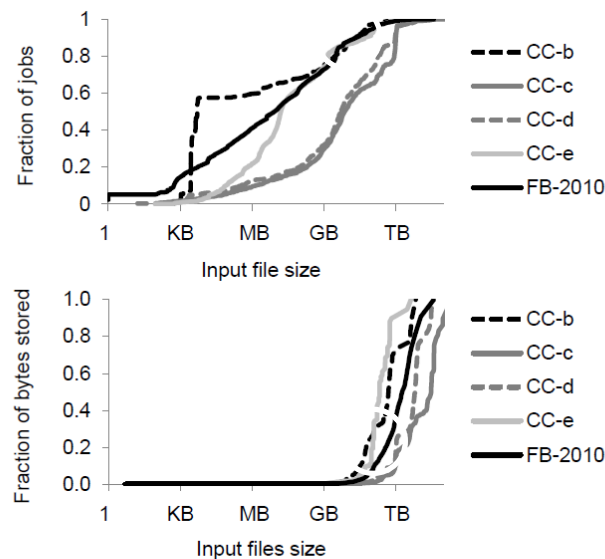 Fraction of jobs
1
0.8
0.6
0.4
0.2
0
1 KB MB GB TB
Input file size
CC-b
CC-c
CC-d
CC-e
FB-2010
Fraction of bytes stored
1.0
0.8
0.6
0.4
0.2
0.0
1 KB MB GB TB
Input files size
CC-b
CC-c
CC-d
CC-e
FB-2010